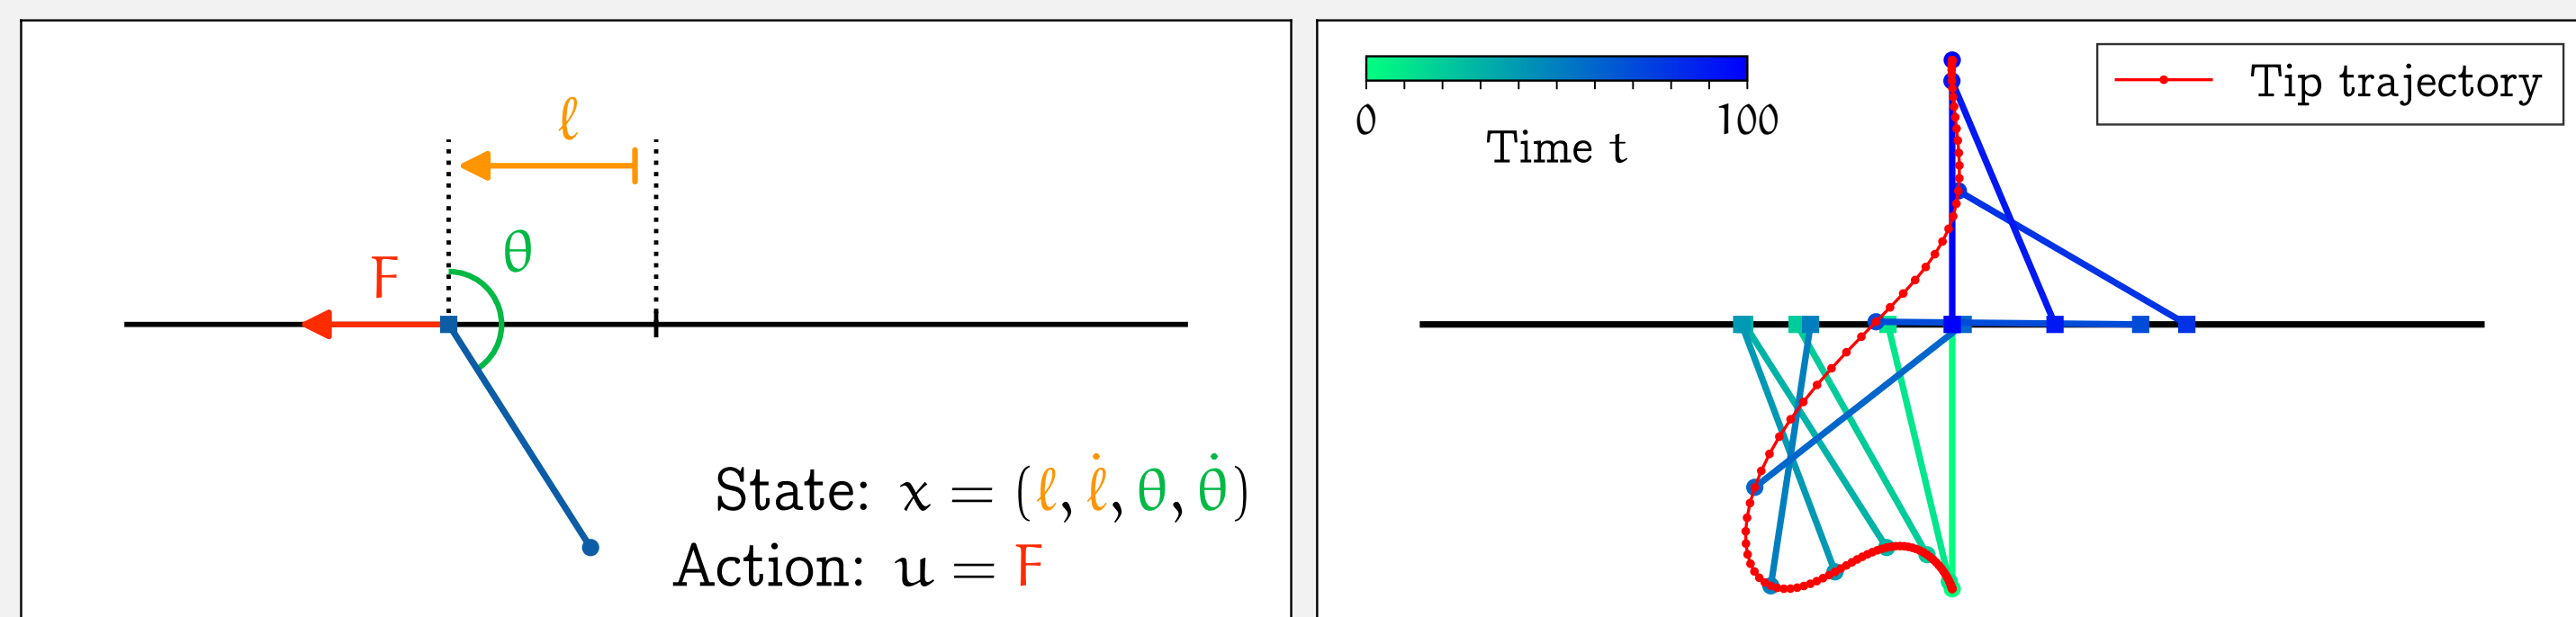 ℓ
θ
F
State: x = (ℓ, ℓ̇, θ, θ̇)
Action: u = F
0 100
Time t
Tip trajectory